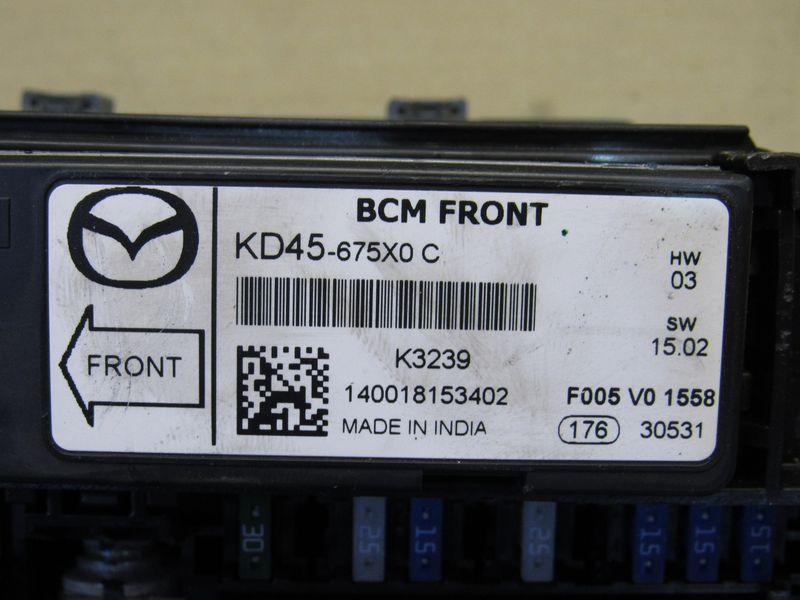 BCM FRONT
KD45-675X0 C
HW
03
SW
15.02
FRONT
K3239
140018153402
F005 V0 1558
MADE IN INDIA
176 30531
30 25 15 25 15 15 15